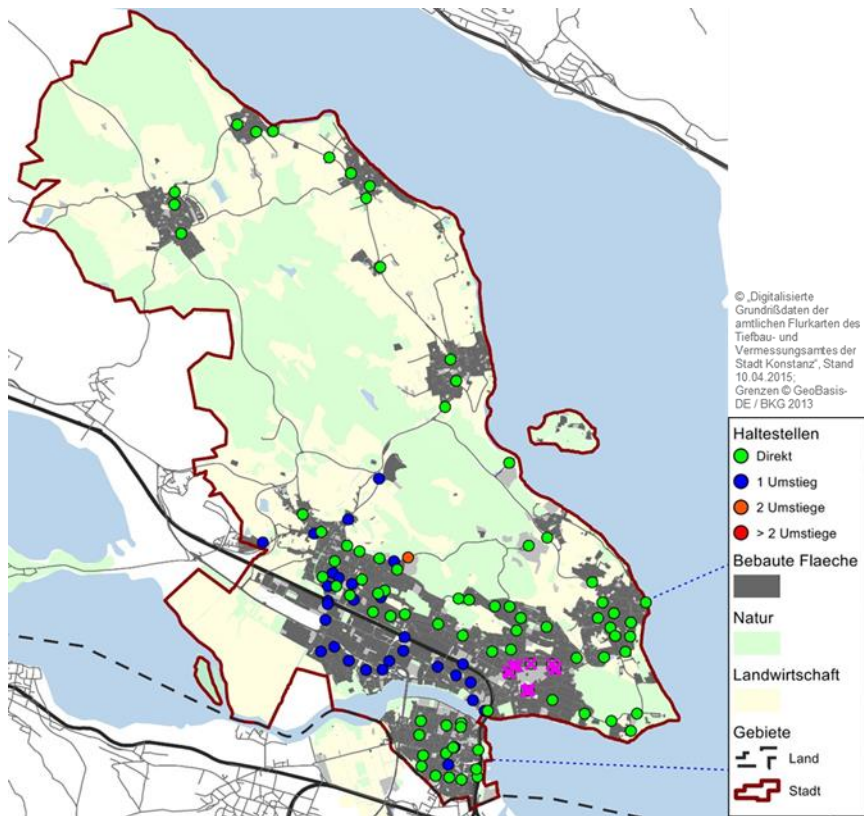 © „Digitalisierte
Grundrißdaten der
amtlichen Flurkarten des
Tiefbau- und
Vermessungsamtes der
Stadt Konstanz“, Stand
10.04.2015;
Grenzen © GeoBasis-
DE / BKG 2013
Haltestellen
Direkt
1 Umstieg
2 Umstiege
> 2 Umstiege
Bebaute Flaeche
Natur
Landwirtschaft
Gebiete
Land
Stadt